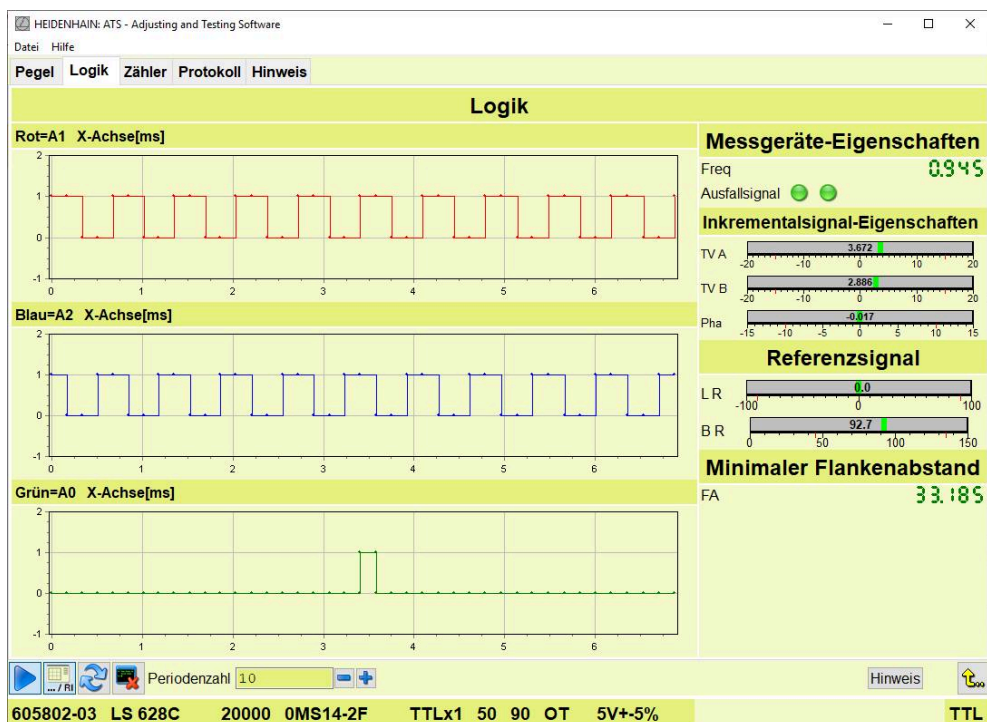 HEIDENHAIN: ATS - Adjusting and Testing Software
Datei Hilfe
Pegel Logik Zähler Protokoll Hinweis
Logik
Rot=A1 X-Achse[ms]
2
1
0
-1
0 1 2 3 4 5 6
Blau=A2 X-Achse[ms]
2
1
0
-1
0 1 2 3 4 5 6
Grün=A0 X-Achse[ms]
2
1
0
-1
0 1 2 3 4 5 6
Messgeräte-Eigenschaften
Freq 0.945
Ausfallsignal
Inkrementalsignal-Eigenschaften
TV A 3.672
-20 -10 0 10 20
TV B 2.886
-20 -10 0 10 20
Pha -0.017
-15 -10 -5 0 5 10 15
Referenzsignal
L R 0.0
-100 0 100
B R 92.7
0 50 100 150
Minimaler Flankenabstand
FA 33.185
... / RI Periodenzahl 10 Hinweis
605802-03 LS 628C 20000 0MS14-2F TTLx1 50 90 OT 5V+-5% TTL